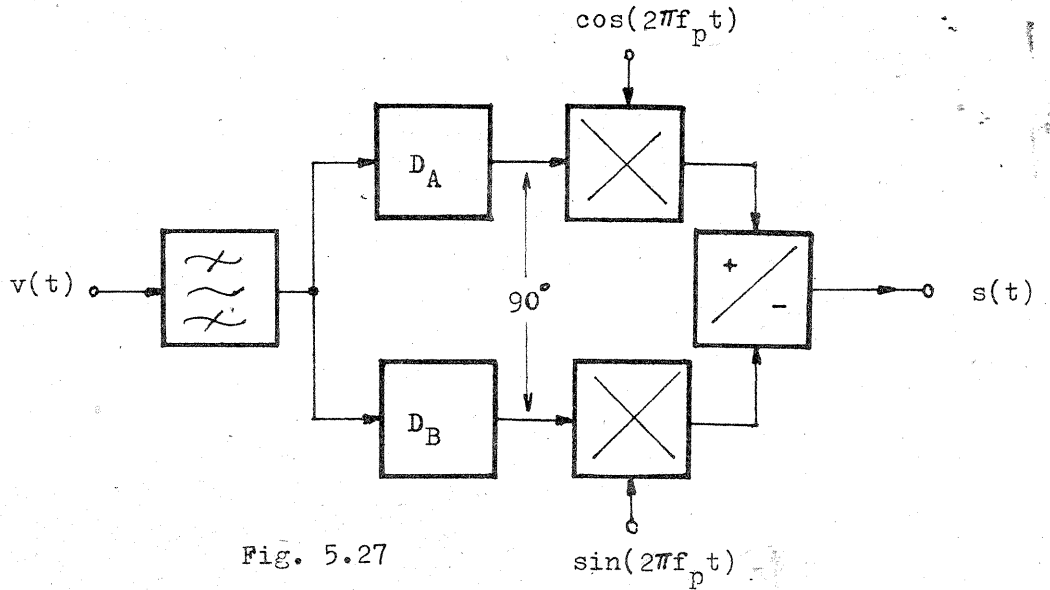 cos(2πf_p t)
D_A
+
-
v(t)
90°
s(t)
D_B
Fig. 5.27
sin(2πf_p t)